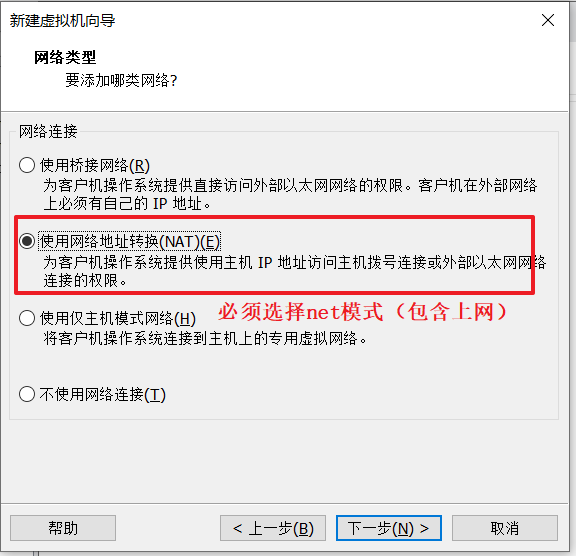 新建虚拟机向导
网络类型
要添加哪类网络?
网络连接
使用桥接网络(R)
为客户机操作系统提供直接访问外部以太网网络的权限。客户机在外部网络
上必须有自己的 IP 地址。
使用网络地址转换(NAT)(E)
为客户机操作系统提供使用主机 IP 地址访问主机拨号连接或外部以太网网络
连接的权限。
必须选择net模式（包含上网）
使用仅主机模式网络(H)
将客户机操作系统连接到主机上的专用虚拟网络。
不使用网络连接(T)
帮助
< 上一步(B)
下一步(N) >
取消